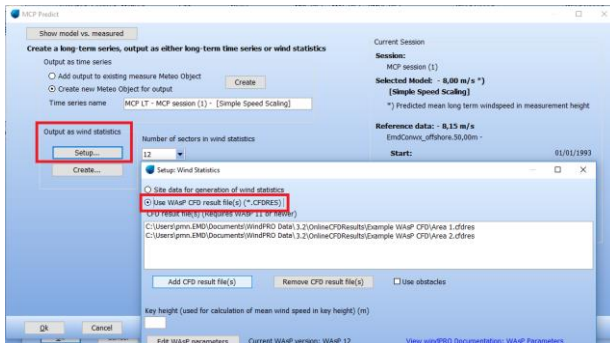 MCP Predict
Show model vs. measured
Create a long-term series, output as either long-term time series or wind statistics
Output as time series
Add output to existing measure Meteo Object
Create new Meteo Object for output
Create
Time series name
MCP LT - MCP session (1) - [Simple Speed Scaling]
Output as wind statistics
Setup...
Create...
Number of sectors in wind statistics
12
Current Session
Session:
MCP session (1)
Selected Model: - 8,00 m/s *)
[Simple Speed Scaling]
*) Predicted mean long term windspeed in measurement height
Reference data: - 8,15 m/s
EmdConwx_offshore.50,00m -
Start:
01/01/1993
Setup: Wind Statistics
Site data for generation of wind statistics
Use WAsP CFD result file(s) (*.CFDRES)
CFD result file(s) (Requires WAsP 11 or newer)
C:\Users\pmn.EMD\Documents\WindPRO Data\3.2\OnlineCFDResults\Example WAsP CFD\Area 1.cfdres
C:\Users\pmn.EMD\Documents\WindPRO Data\3.2\OnlineCFDResults\Example WAsP CFD\Area 2.cfdres
Add CFD result file(s)
Remove CFD result file(s)
Use obstacles
Key height (used for calculation of mean wind speed in key height) (m)
Edit WAsP parameters
Current WAsP version: WAsP 12
View windPRO Documentation: WAsP Parameters
Ok
Cancel